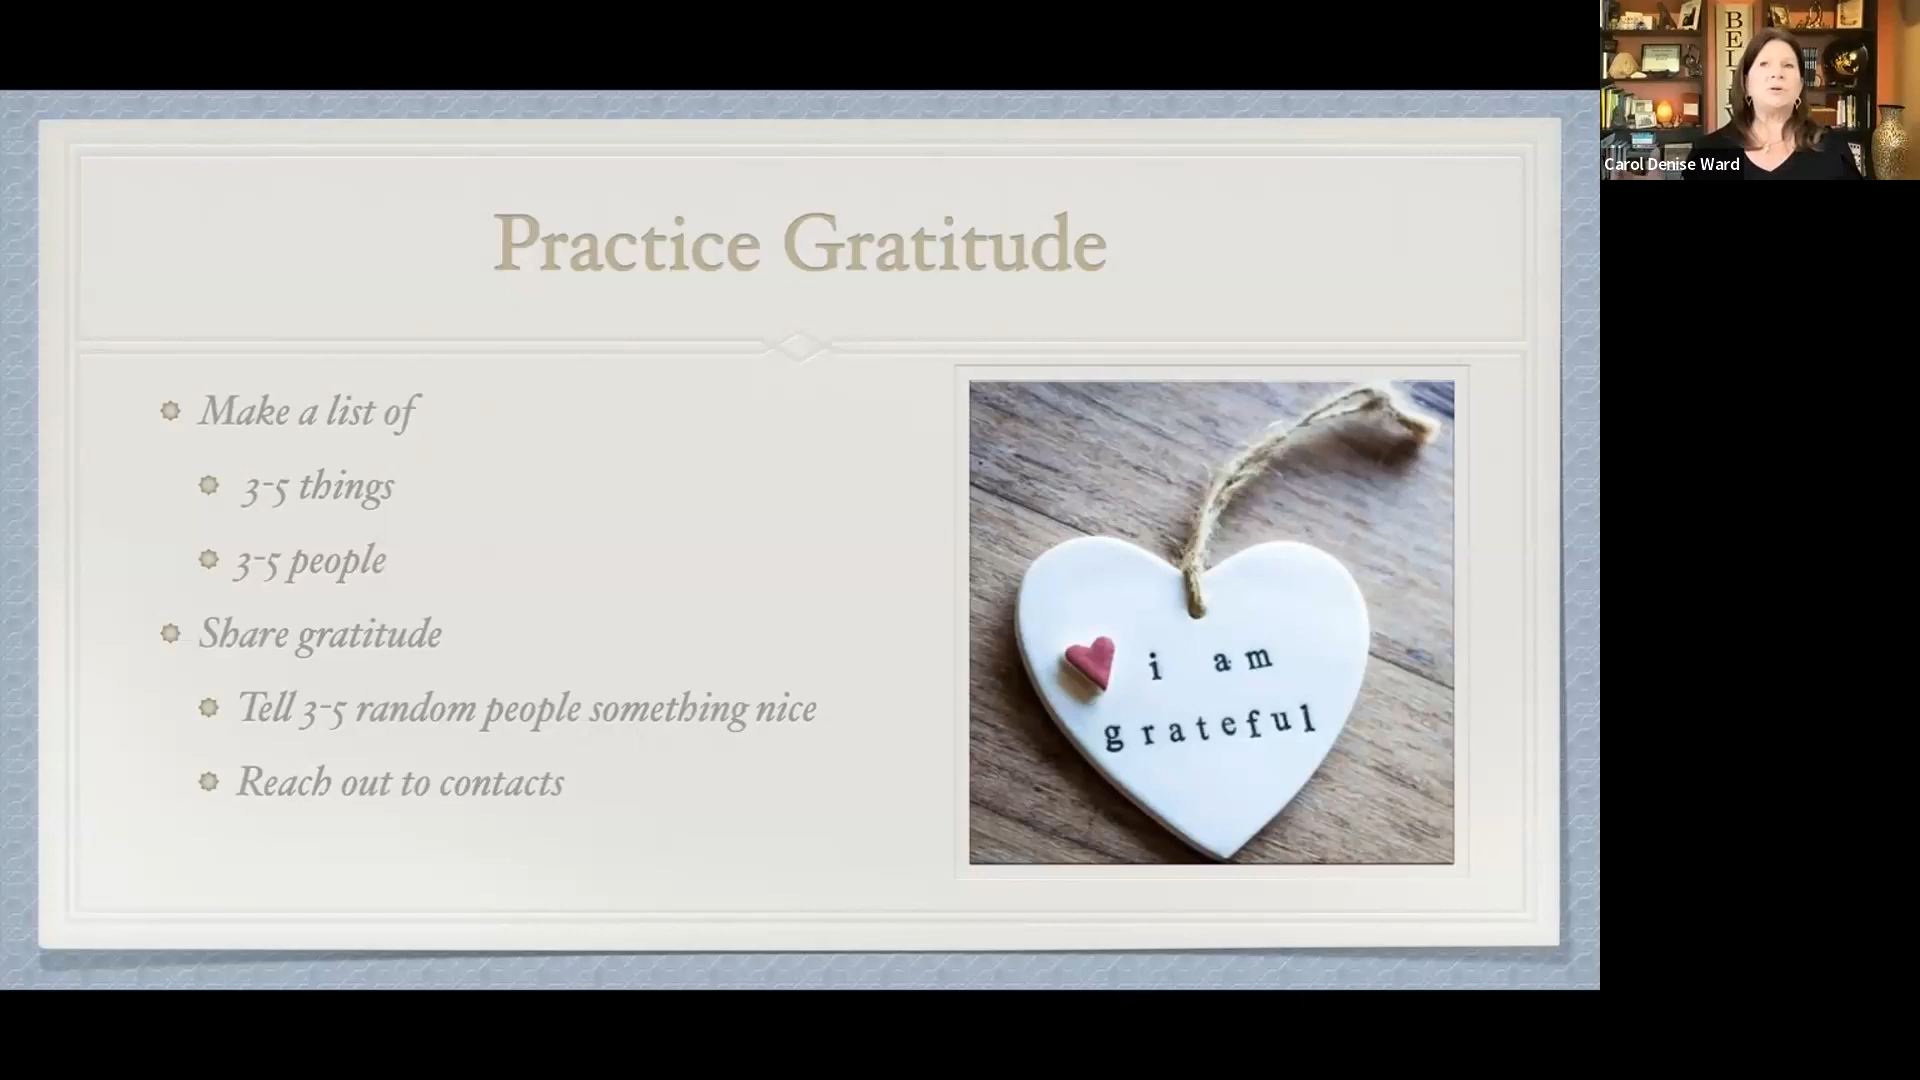 Practice Gratitude
Make a list of
3-5 things
3-5 people
Share gratitude
Tell 3-5 random people something nice
Reach out to contacts
i am
grateful
Carol Denise Ward